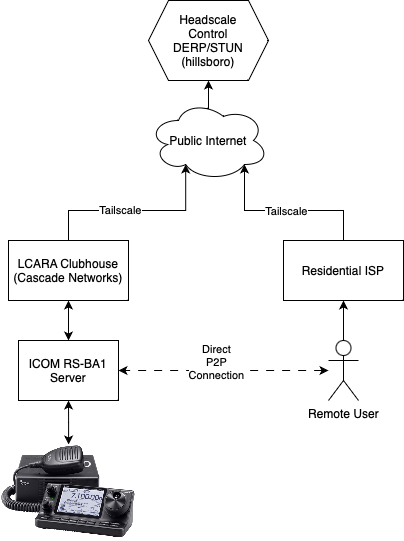 Headscale
Control
DERP/STUN
(hillsboro)
Public Internet
Tailscale
Tailscale
LCARA Clubhouse
(Cascade Networks)
Residential ISP
ICOM RS-BA1
Server
Direct
P2P
Connection
Remote User
7.100.00